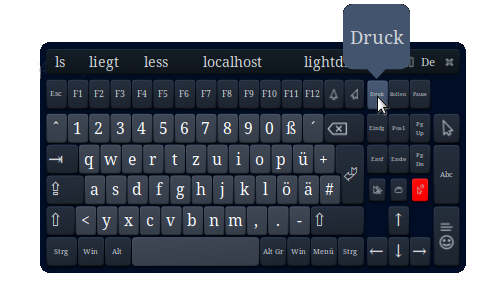 Druck
ls liegt less localhost lightd De
Esc F1 F2 F3 F4 F5 F6 F7 F8 F9 F10 F11 F12 Druck Rollen Pause
^ 1 2 3 4 5 6 7 8 9 0 ß ´ Einfg Pos1 Pg Up
q w e r t z u i o p ü + Entf Ende Pg Dn Abc
a s d f g h j k l ö ä #
< y x c v b n m , . -
Strg Win Alt Alt Gr Win Menü Strg